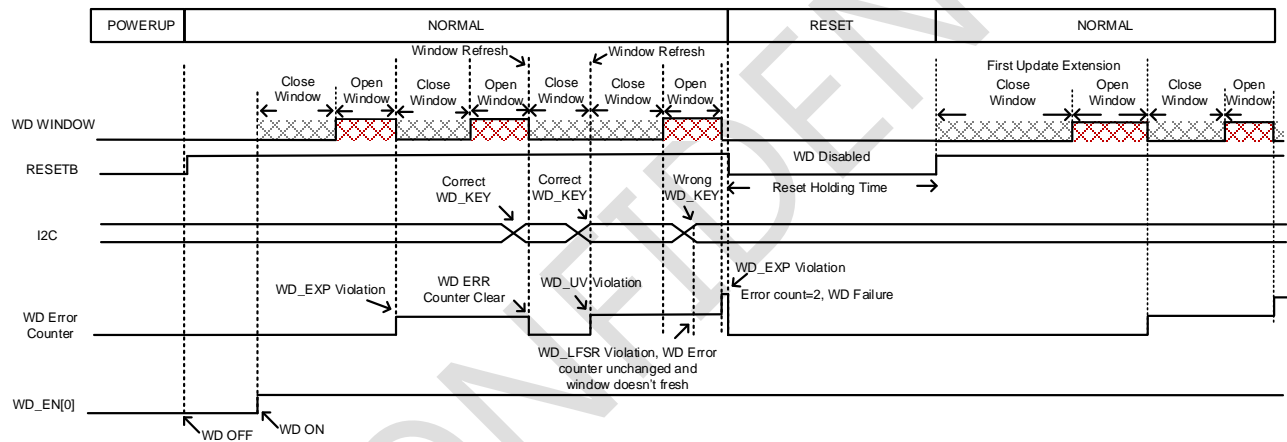 POWERUP
NORMAL
RESET
NORMAL
Window Refresh
Window Refresh
First Update Extension
Close
Window
Open
Window
Close
Window
Open
Window
Close
Window
Close
Window
Open
Window
Close
Window
Open
Window
Close
Window
Open
Window
WD WINDOW
RESETB
WD Disabled
Reset Holding Time
Correct
WD_KEY
Correct
WD_KEY
Wrong
WD_KEY
I2C
WD_EXP Violation
WD ERR
Counter Clear
WD_UV Violation
WD_EXP Violation
Error count=2, WD Failure
WD Error
Counter
WD_LFSR Violation, WD Error
counter unchanged and
window doesn't fresh
WD_EN[0]
WD OFF
WD ON
ONFIDEN